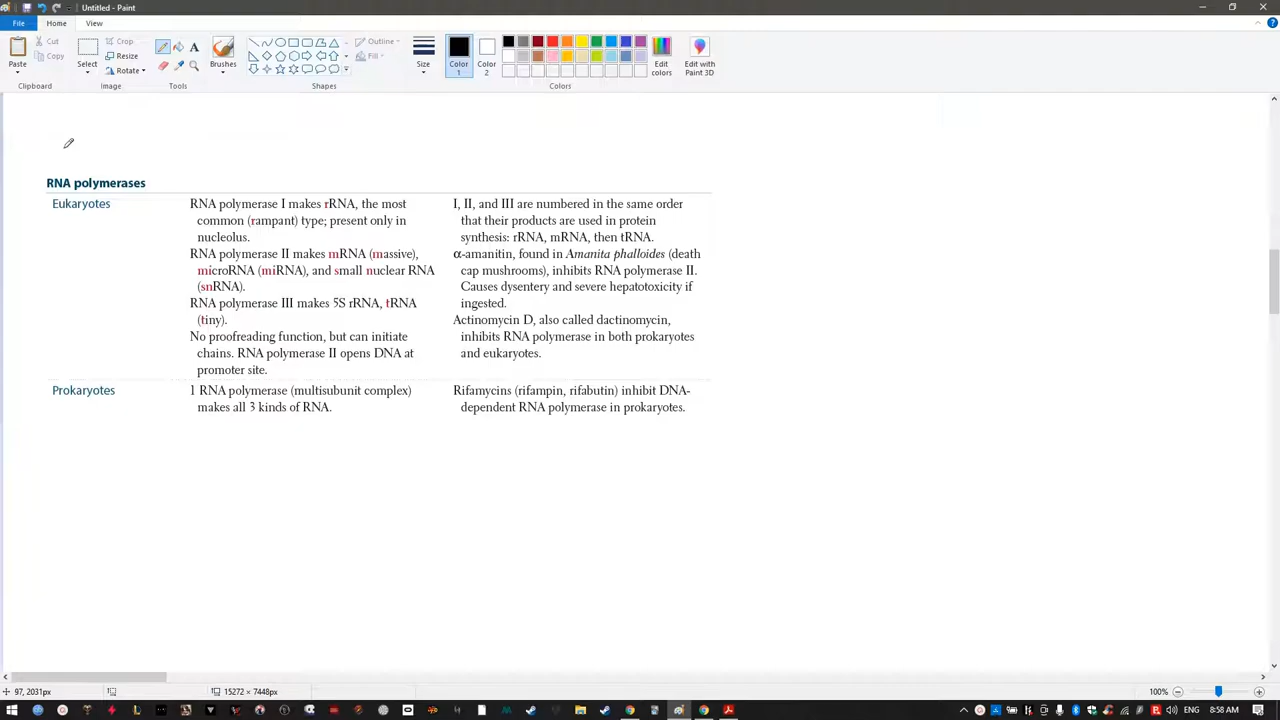 Untitled - Paint
File
Home
View
Paste
Cut
Copy
Clipboard
Select
Crop
Resize
Rotate
Image
A
Tools
Brushes
Outline
Fill
Shapes
Size
Color 1
Color 2
Edit colors
Edit with Paint 3D
Colors
RNA polymerases
Eukaryotes
RNA polymerase I makes rRNA, the most
common (rampant) type; present only in
nucleolus.
RNA polymerase II makes mRNA (massive),
microRNA (miRNA), and small nuclear RNA
(snRNA).
RNA polymerase III makes 5S rRNA, tRNA
(tiny).
No proofreading function, but can initiate
chains. RNA polymerase II opens DNA at
promoter site.
I, II, and III are numbered in the same order
that their products are used in protein
synthesis: rRNA, mRNA, then tRNA.
α-amanitin, found in Amanita phalloides (death
cap mushrooms), inhibits RNA polymerase II.
Causes dysentery and severe hepatotoxicity if
ingested.
Actinomycin D, also called dactinomycin,
inhibits RNA polymerase in both prokaryotes
and eukaryotes.
Prokaryotes
1 RNA polymerase (multisubunit complex)
makes all 3 kinds of RNA.
Rifamycins (rifampin, rifabutin) inhibit DNA-
dependent RNA polymerase in prokaryotes.
97, 2031px
15272 × 7448px
100%
ENG
8:58 AM